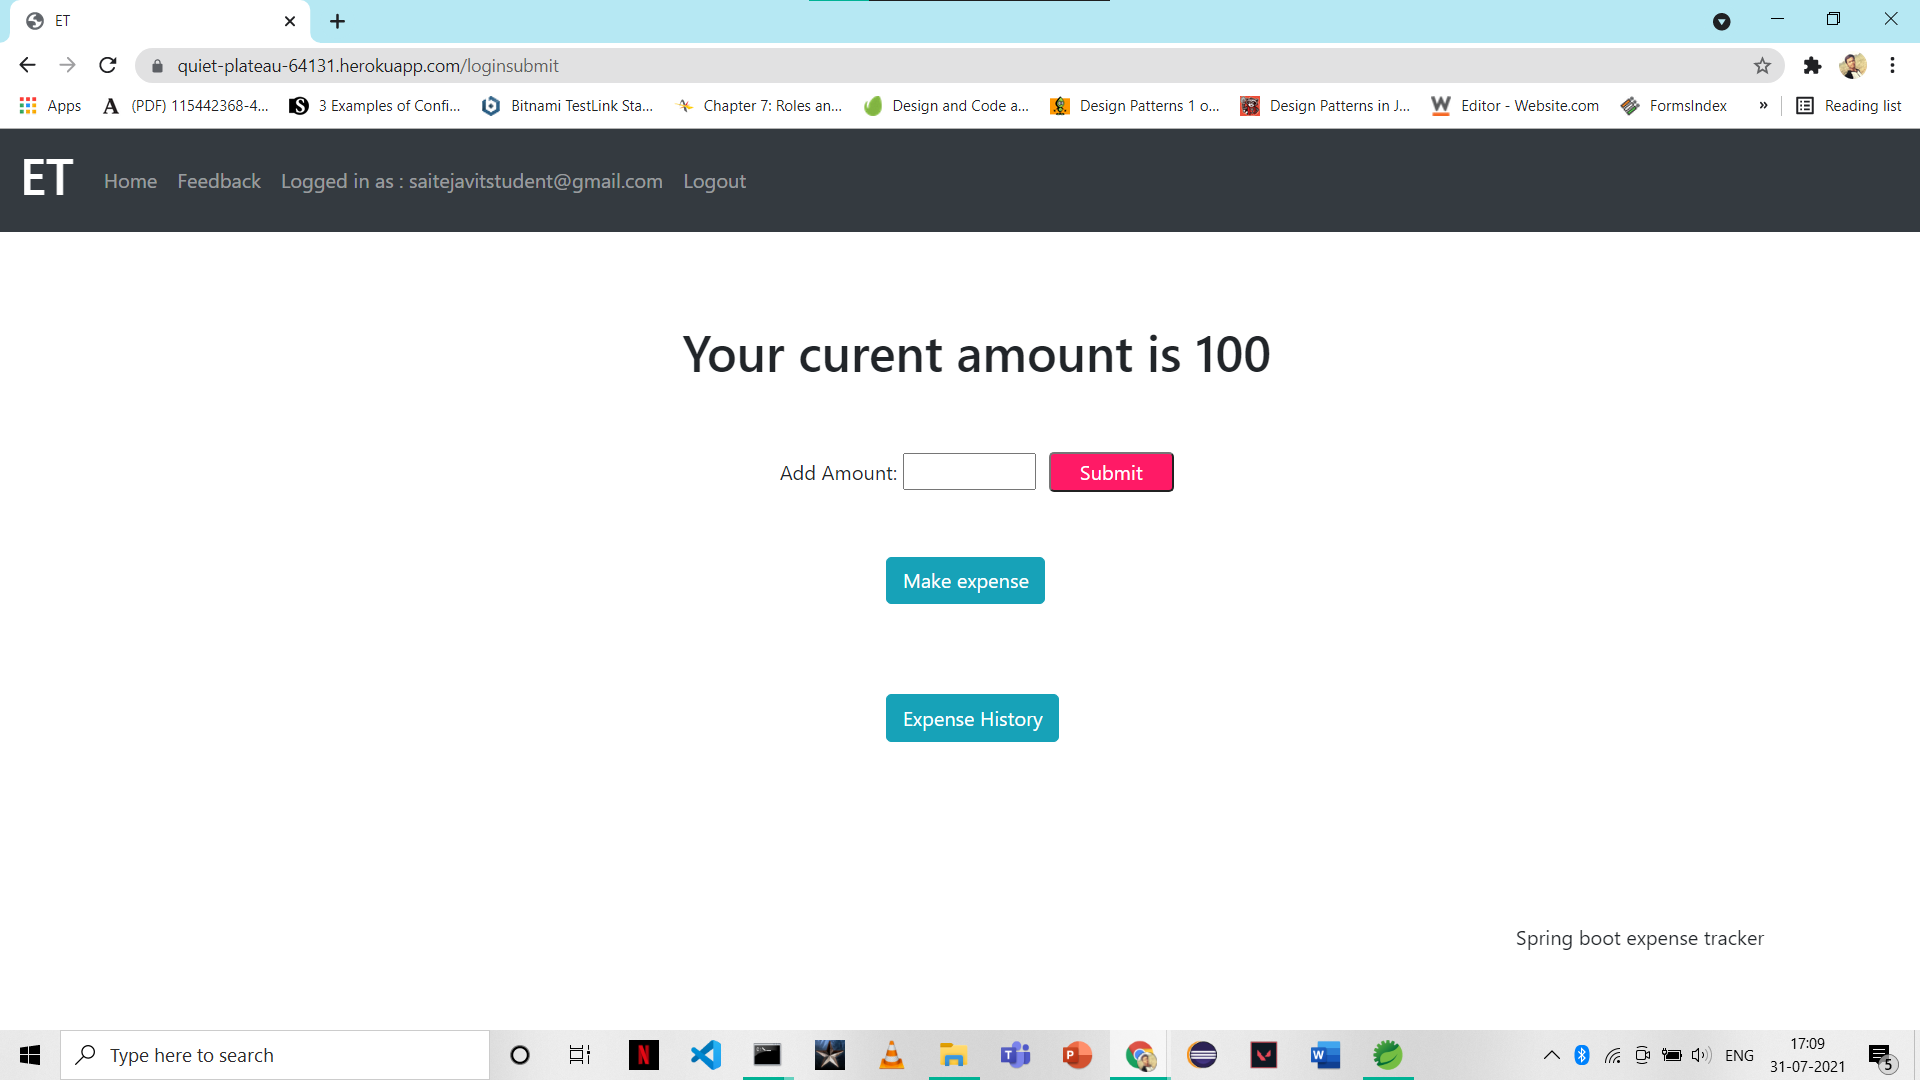 ET
quiet-plateau-64131.herokuapp.com/loginsubmit
Apps (PDF) 115442368-4... 3 Examples of Confi... Bitnami TestLink Sta... Chapter 7: Roles an... Design and Code a... Design Patterns 1 o... Design Patterns in J... Editor - Website.com FormsIndex » Reading list
ET Home Feedback Logged in as : saitejavitstudent@gmail.com Logout
Your curent amount is 100
Add Amount: Submit
Make expense
Expense History
Spring boot expense tracker
Type here to search
ENG
17:09
31-07-2021
5